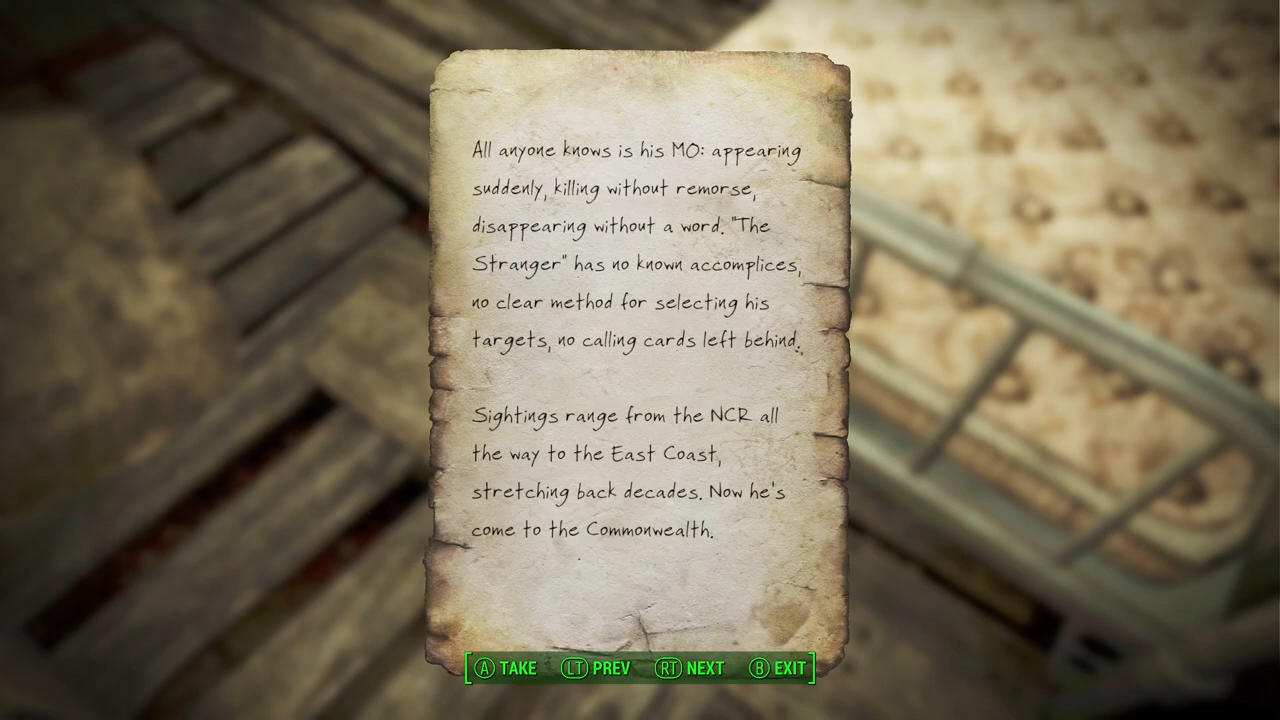 All anyone knows is his MO: appearing
suddenly, killing without remorse,
disappearing without a word. "The
Stranger" has no known accomplices,
no clear method for selecting his
targets, no calling cards left behind.
Sightings range from the NCR all
the way to the East Coast,
stretching back decades. Now he's
come to the Commonwealth.
A TAKE LT PREV RT NEXT B EXIT